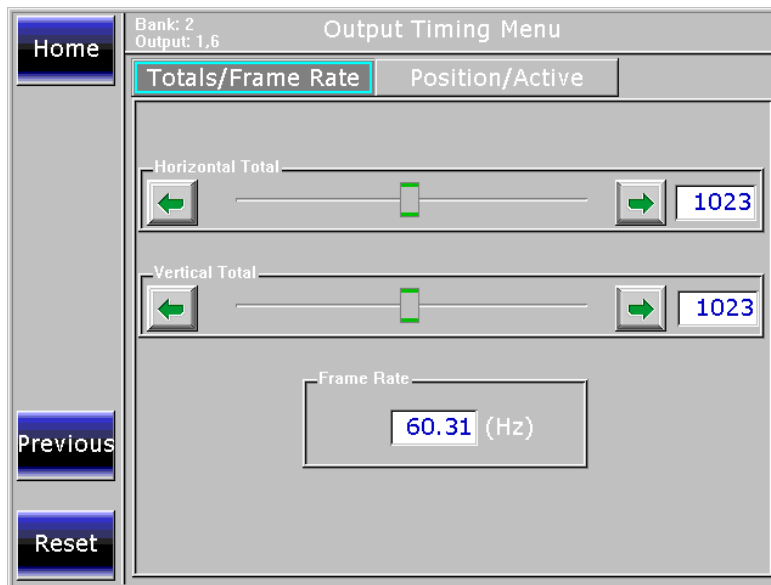 Home
Bank: 2
Output: 1,6
Output Timing Menu
Totals/Frame Rate
Position/Active
Horizontal Total
1023
Vertical Total
1023
Frame Rate
60.31 (Hz)
Previous
Reset